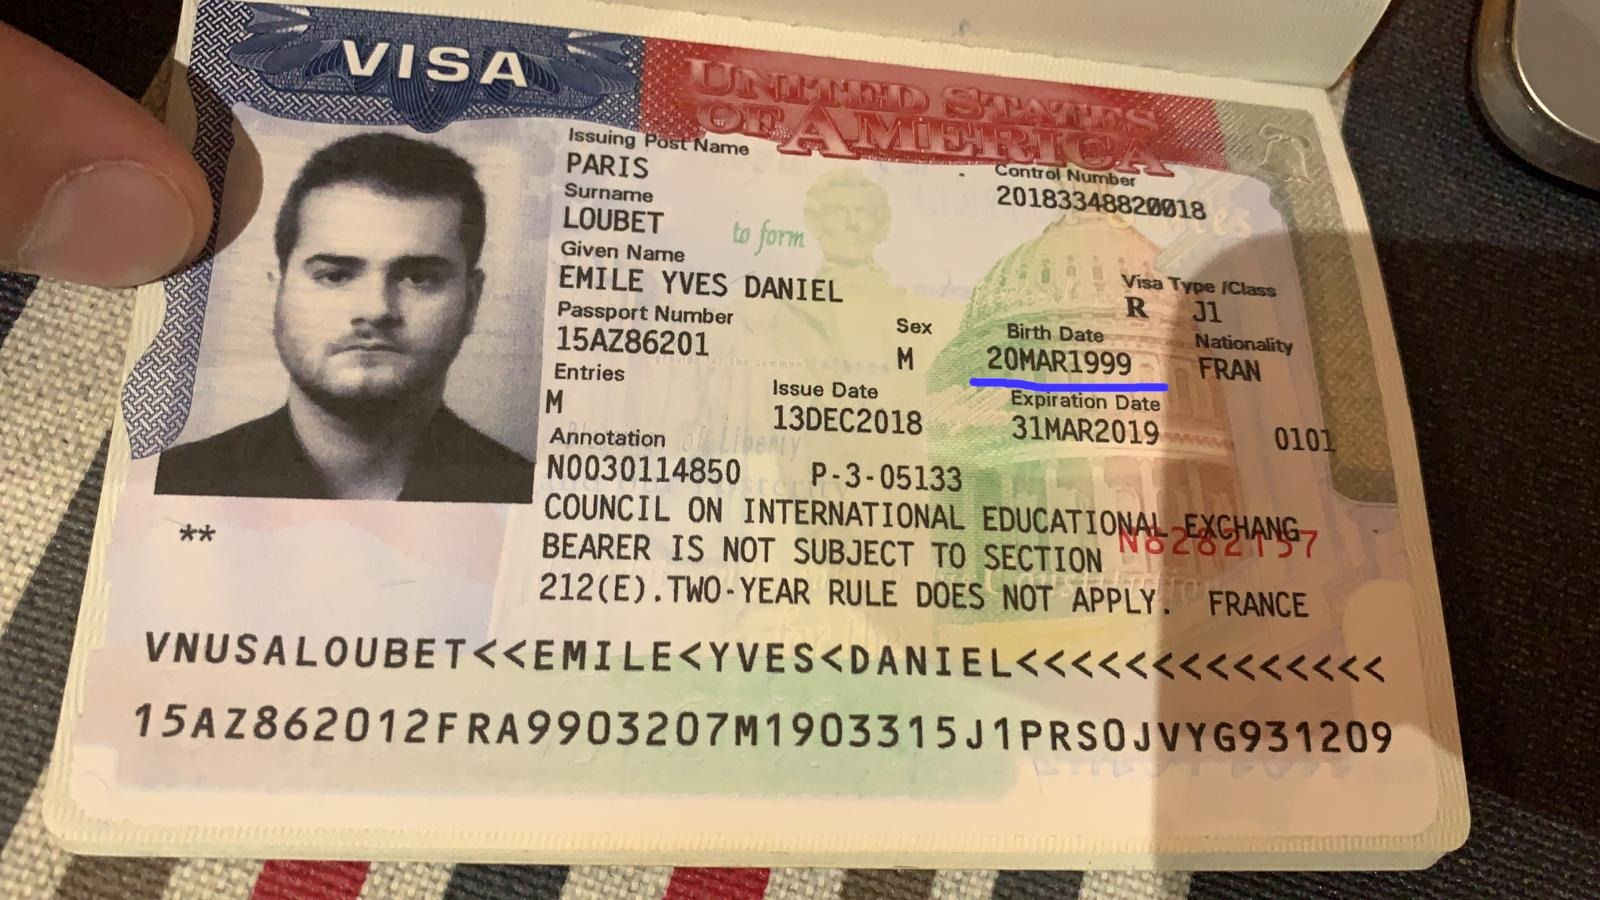 VISA
UNITED STATES
OF AMERICA
Issuing Post Name
PARIS
Control Number
20183348820018
Surname
LOUBET
to form
Given Name
EMILE YVES DANIEL
Visa Type /Class
R J1
Passport Number
15AZ86201
Sex
M
Birth Date
20MAR1999
Nationality
FRAN
Entries
M
Issue Date
13DEC2018
Expiration Date
31MAR2019
0101
Annotation
N0030114850 P-3-05133
COUNCIL ON INTERNATIONAL EDUCATIONAL EXCHANG
N8282157
BEARER IS NOT SUBJECT TO SECTION
212(E).TWO-YEAR RULE DOES NOT APPLY. FRANCE
**
VNUSALOUBET<<EMILE<YVES<DANIEL<<<<<<<<<<<<<<
15AZ862012FRA9903207M1903315J1PRS0JVYG931209